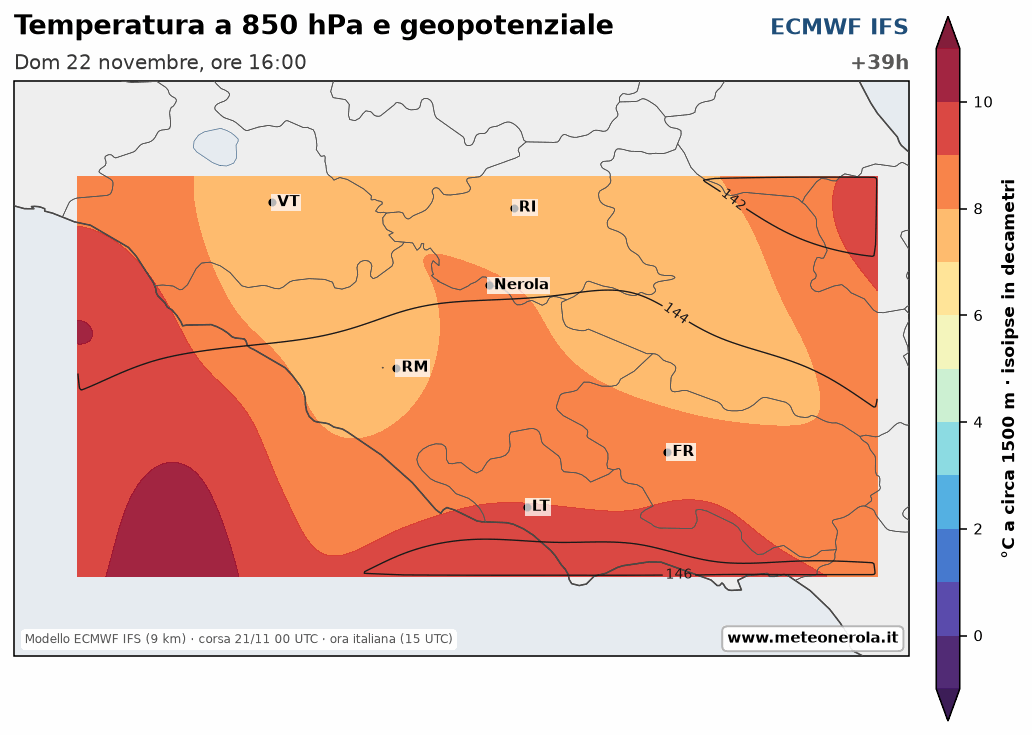 Temperatura a 850 hPa e geopotenziale
ECMWF IFS
Dom 22 novembre, ore 16:00
+39h
VT
RI
142
Nerola
144
RM
FR
LT
146
Modello ECMWF IFS (9 km) · corsa 21/11 00 UTC · ora italiana (15 UTC)
www.meteonerola.it
10
8
6
4
2
0
°C a circa 1500 m · isoipse in decametri